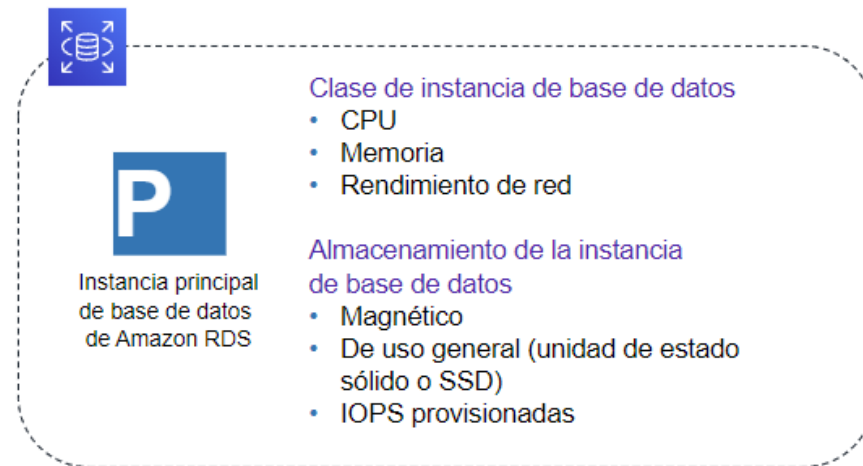 P
Instancia principal
de base de datos
de Amazon RDS
Clase de instancia de base de datos
• CPU
• Memoria
• Rendimiento de red
Almacenamiento de la instancia
de base de datos
• Magnético
• De uso general (unidad de estado
sólido o SSD)
• IOPS provisionadas